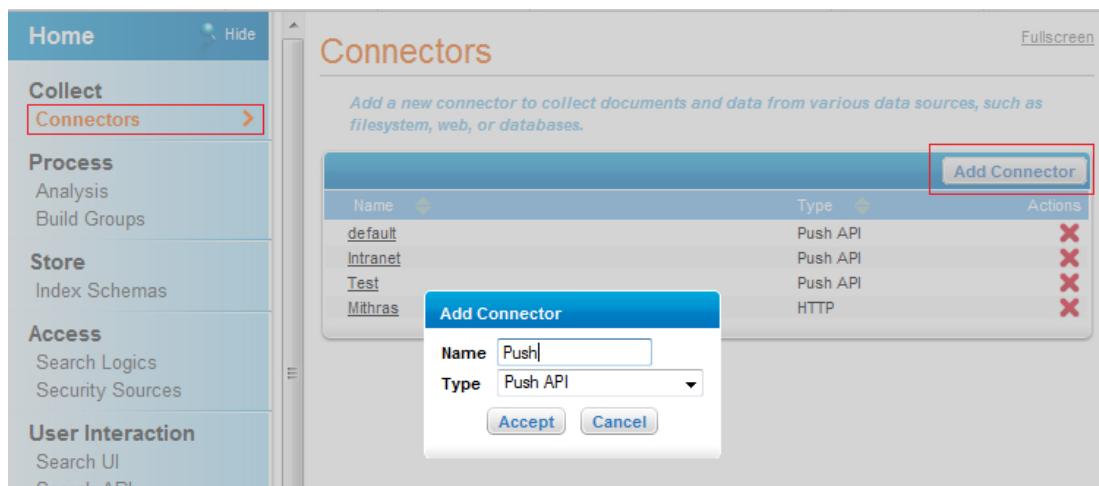 Home
Hide
Collect
Connectors
Process
Analysis
Build Groups
Store
Index Schemas
Access
Search Logics
Security Sources
User Interaction
Search UI
Connectors
Fullscreen
Add a new connector to collect documents and data from various data sources, such as
filesystem, web, or databases.
Add Connector
Name Type Actions
default Push API
Intranet Push API
Test Push API
Mithras HTTP
Add Connector
Name Push
Type Push API
Accept Cancel